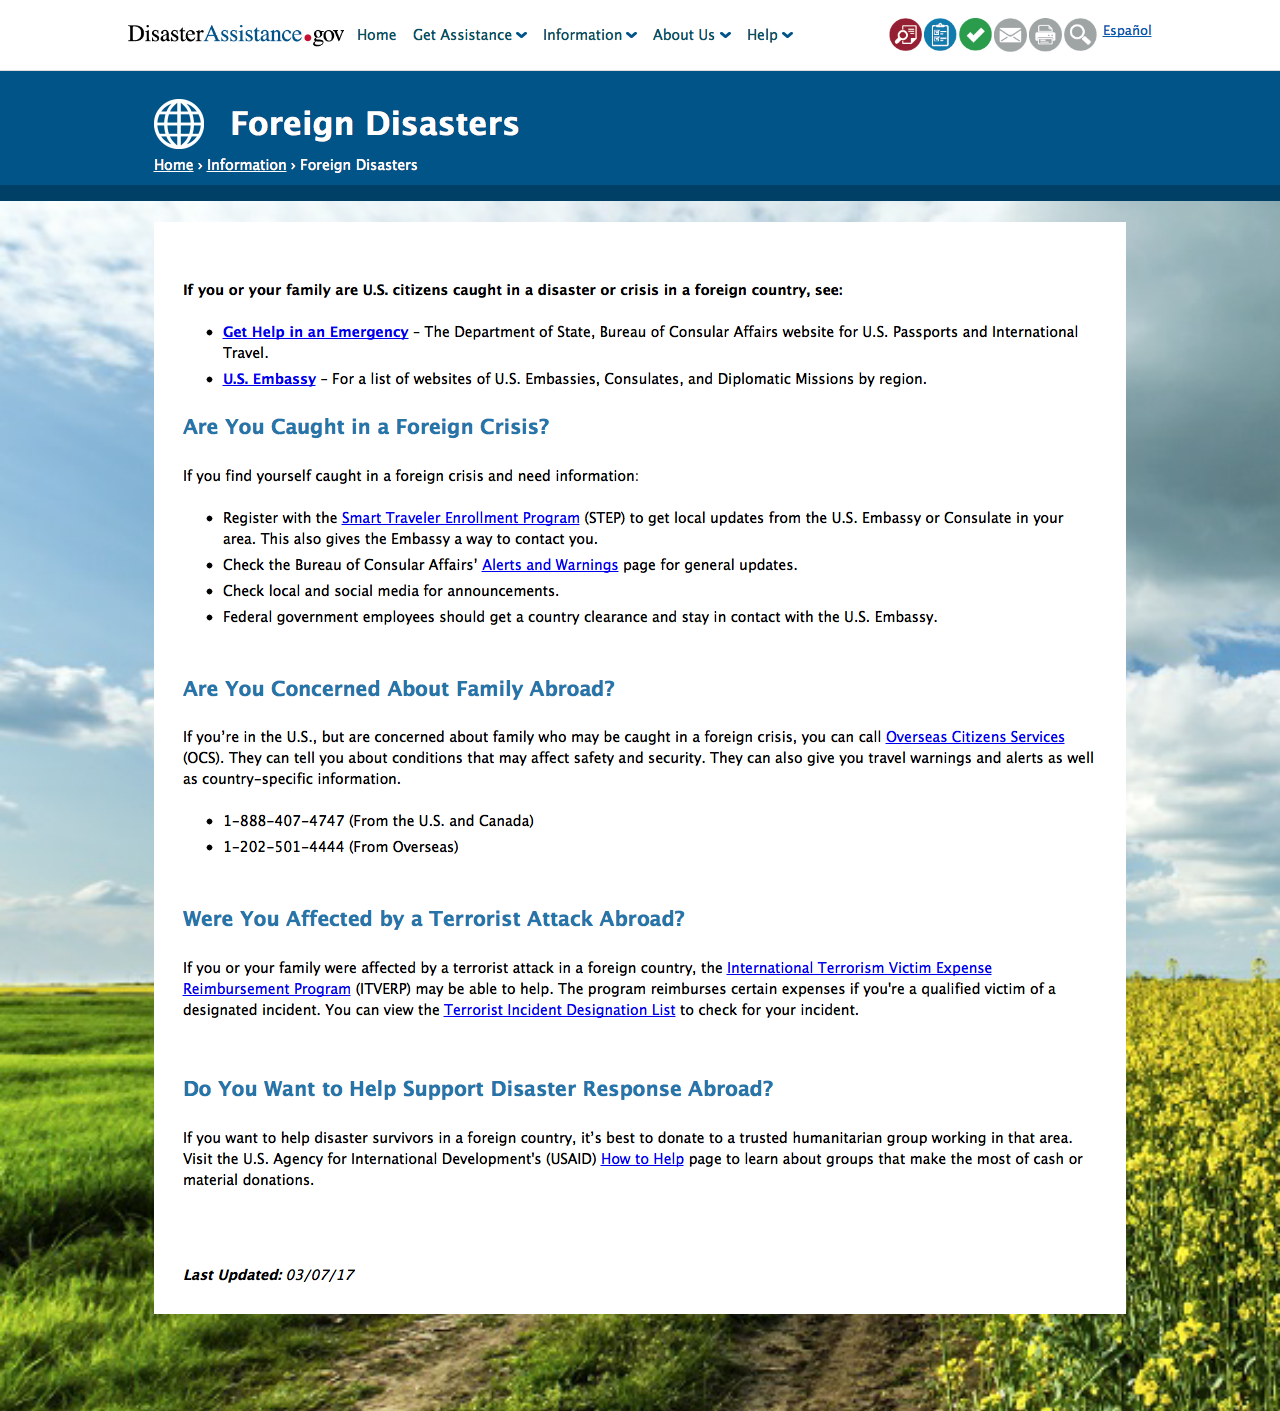 DisasterAssistance.gov Home Get Assistance Information About Us Help Español
Foreign Disasters
Home › Information › Foreign Disasters
If you or your family are U.S. citizens caught in a disaster or crisis in a foreign country, see:
• Get Help in an Emergency – The Department of State, Bureau of Consular Affairs website for U.S. Passports and International
Travel.
• U.S. Embassy – For a list of websites of U.S. Embassies, Consulates, and Diplomatic Missions by region.
Are You Caught in a Foreign Crisis?
If you find yourself caught in a foreign crisis and need information:
• Register with the Smart Traveler Enrollment Program (STEP) to get local updates from the U.S. Embassy or Consulate in your
area. This also gives the Embassy a way to contact you.
• Check the Bureau of Consular Affairs' Alerts and Warnings page for general updates.
• Check local and social media for announcements.
• Federal government employees should get a country clearance and stay in contact with the U.S. Embassy.
Are You Concerned About Family Abroad?
If you’re in the U.S., but are concerned about family who may be caught in a foreign crisis, you can call Overseas Citizens Services
(OCS). They can tell you about conditions that may affect safety and security. They can also give you travel warnings and alerts as well
as country-specific information.
• 1-888-407-4747 (From the U.S. and Canada)
• 1-202-501-4444 (From Overseas)
Were You Affected by a Terrorist Attack Abroad?
If you or your family were affected by a terrorist attack in a foreign country, the International Terrorism Victim Expense
Reimbursement Program (ITVERP) may be able to help. The program reimburses certain expenses if you're a qualified victim of a
designated incident. You can view the Terrorist Incident Designation List to check for your incident.
Do You Want to Help Support Disaster Response Abroad?
If you want to help disaster survivors in a foreign country, it’s best to donate to a trusted humanitarian group working in that area.
Visit the U.S. Agency for International Development's (USAID) How to Help page to learn about groups that make the most of cash or
material donations.
Last Updated: 03/07/17